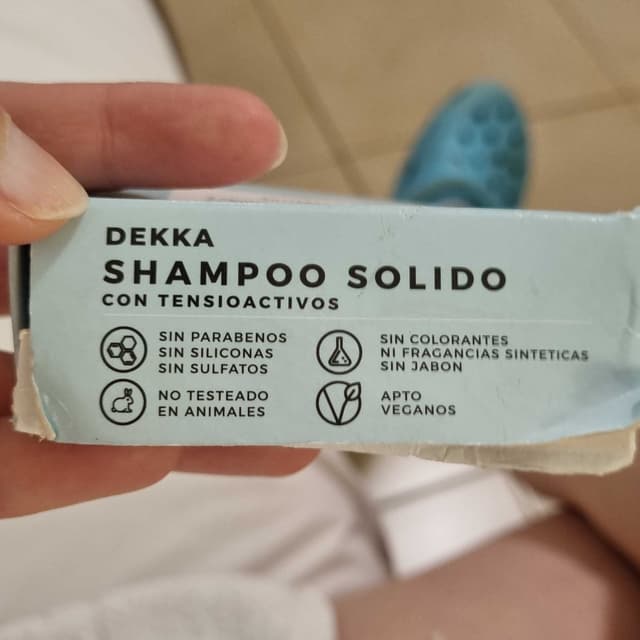 DEKKA
SHAMPOO SOLIDO
CON TENSIOACTIVOS
SIN PARABENOS
SIN SILICONAS
SIN SULFATOS
SIN COLORANTES
NI FRAGANCIAS SINTETICAS
SIN JABON
NO TESTEADO
EN ANIMALES
APTO
VEGANOS